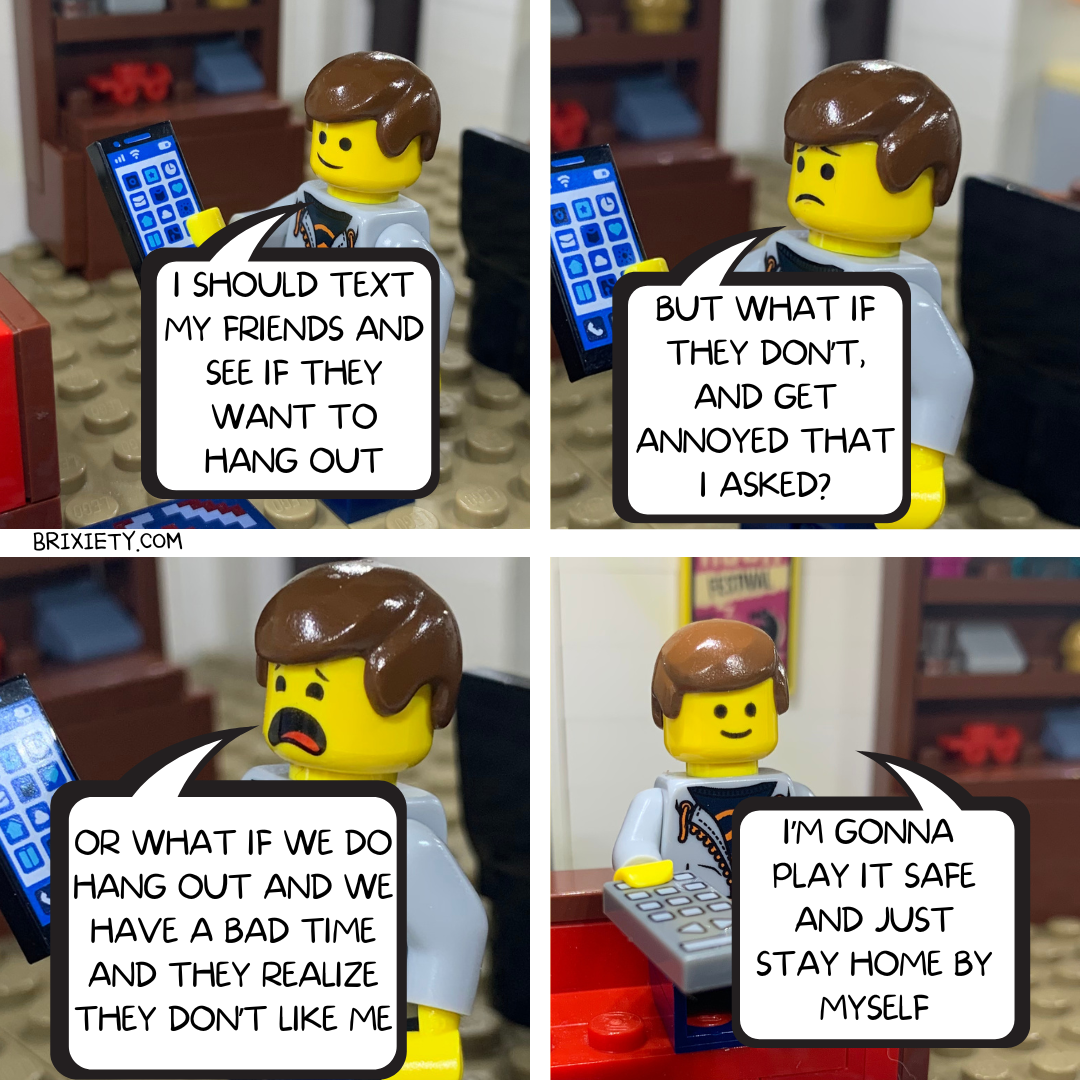 I SHOULD TEXT
MY FRIENDS AND
SEE IF THEY
WANT TO
HANG OUT
BUT WHAT IF
THEY DON'T,
AND GET
ANNOYED THAT
I ASKED?
BRIXIETY.COM
OR WHAT IF WE DO
HANG OUT AND WE
HAVE A BAD TIME
AND THEY REALIZE
THEY DON'T LIKE ME
FESTIVAL
I'M GONNA
PLAY IT SAFE
AND JUST
STAY HOME BY
MYSELF